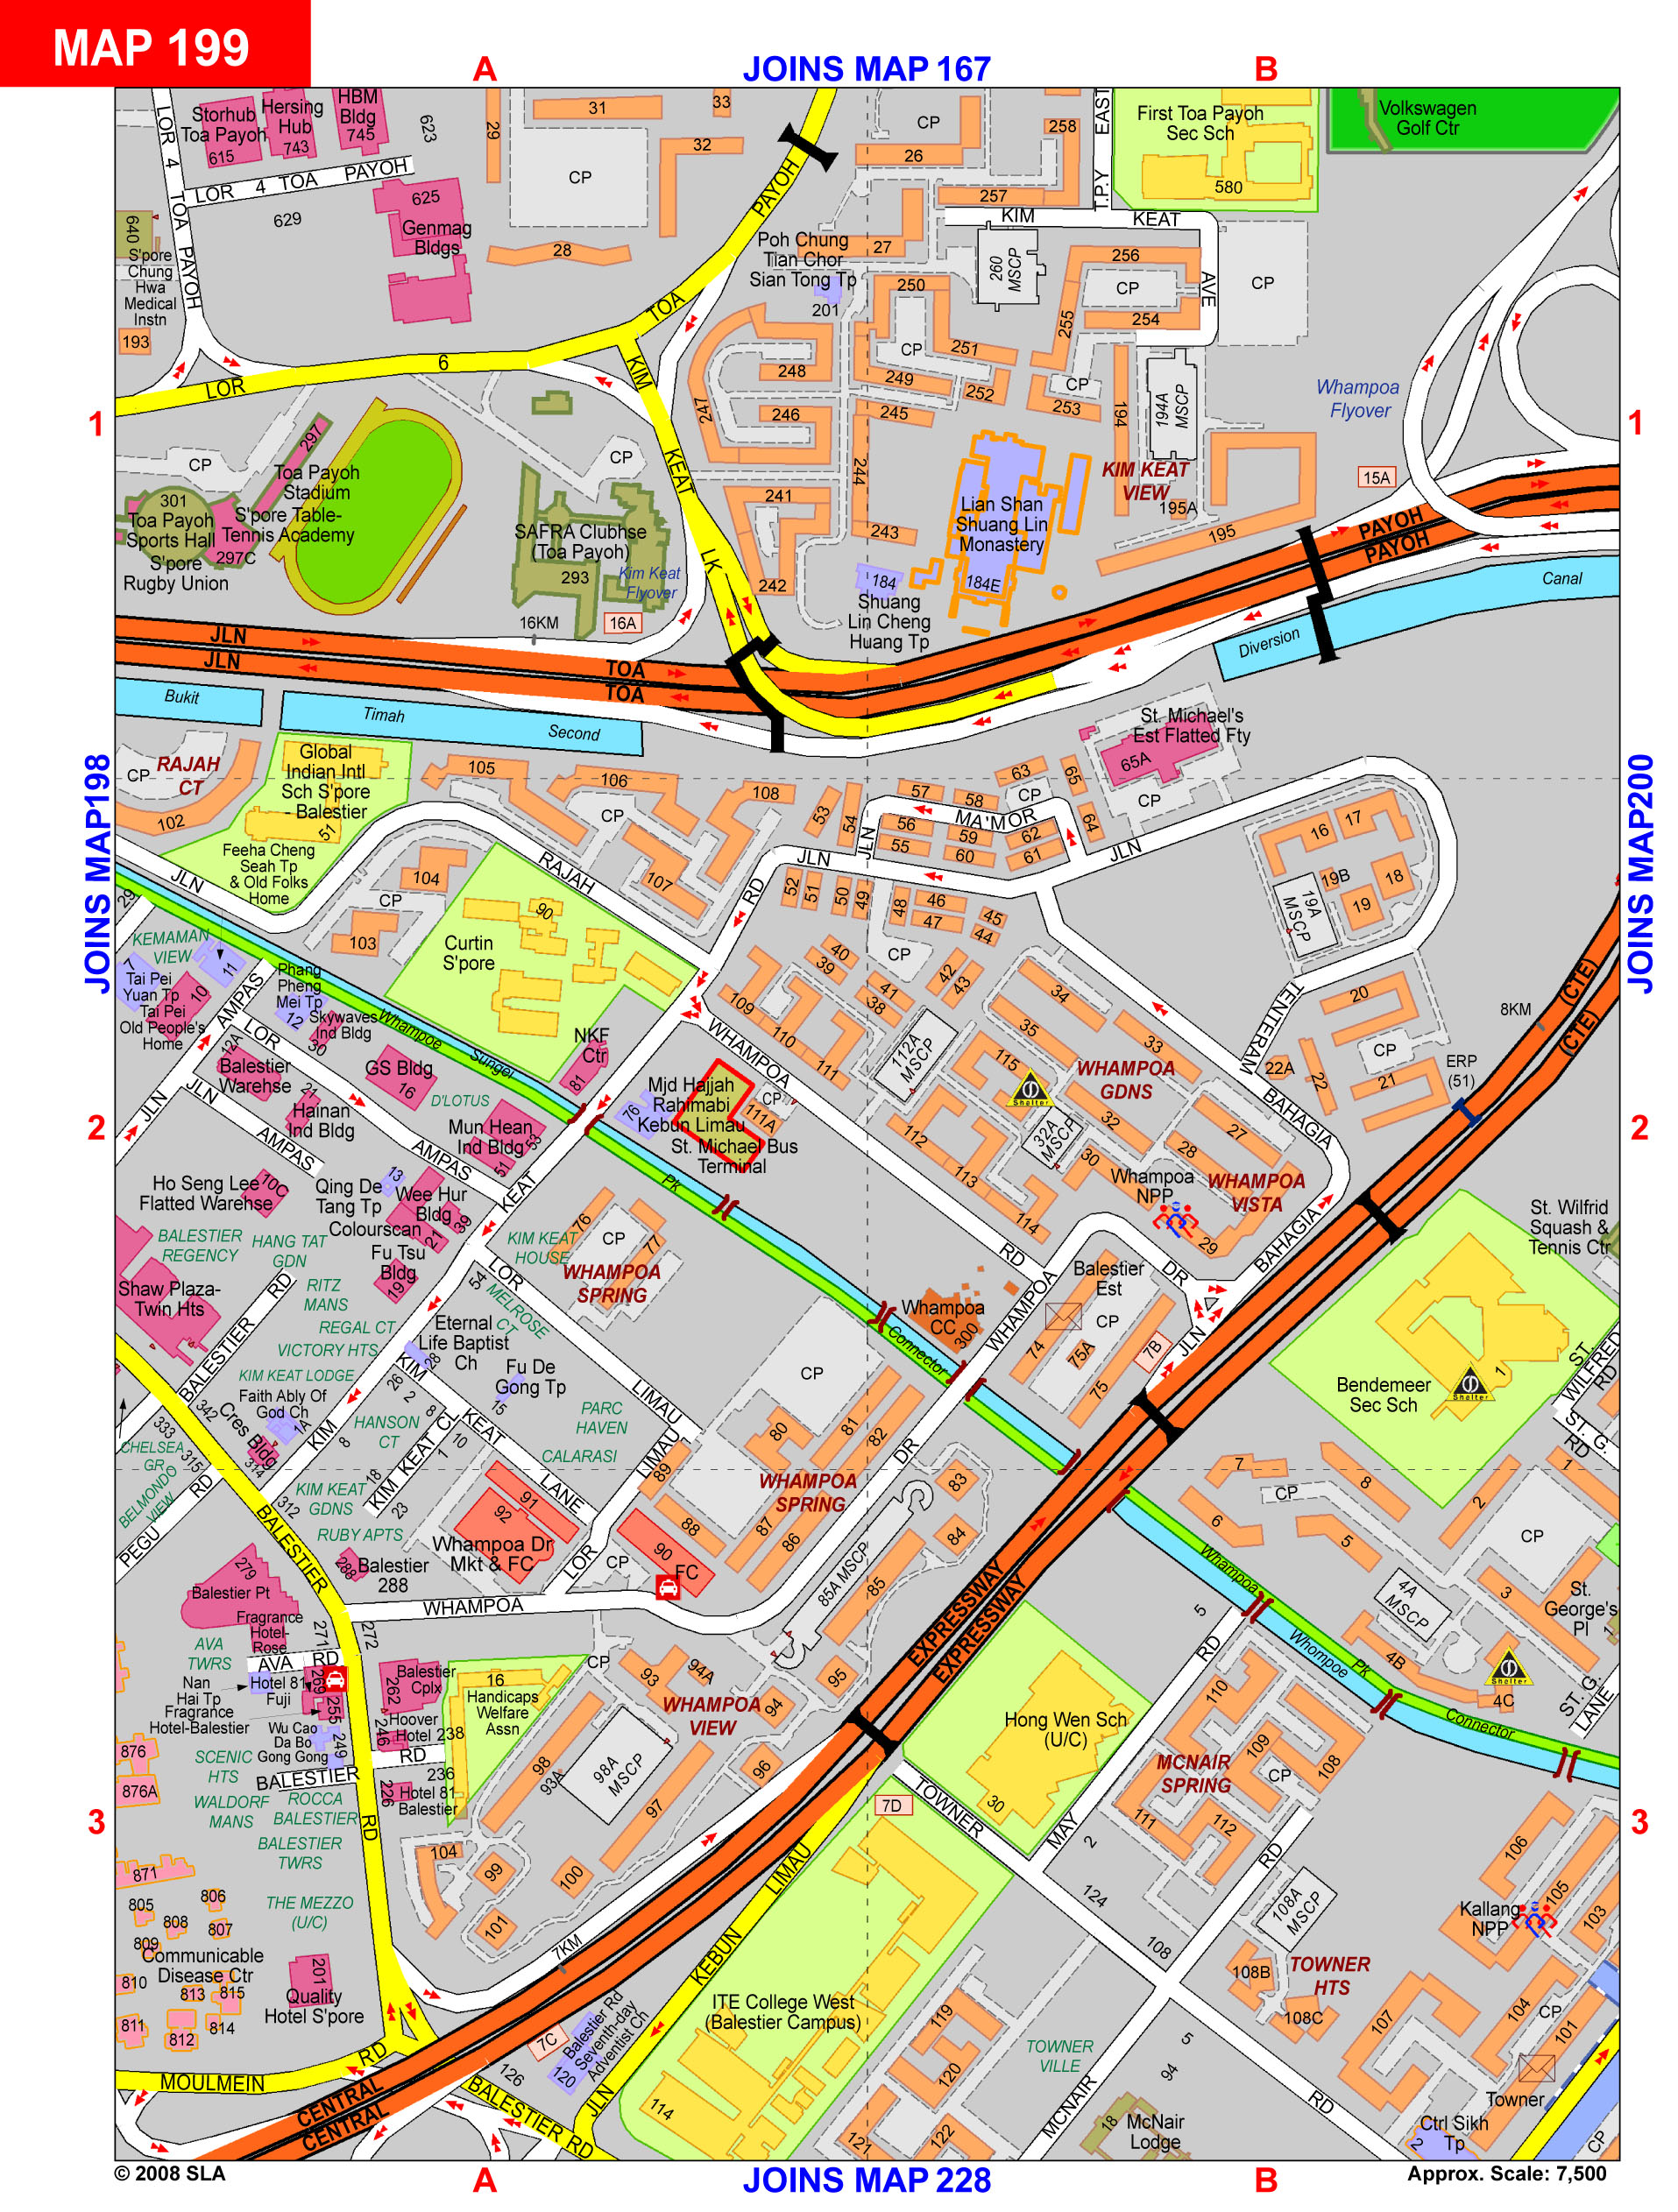 MAP 199
A
JOINS MAP 167
B
Storhub
Toa Payoh
615
Hersing
Hub
743
HBM
Bldg
745
623
29
31
33
32
CP
LOR 4 TOA PAYOH
LOR 4 TOA PAYOH
629
625
Genmag
Bldgs
28
640
S'pore
Chung
Hwa
Medical
Instn
193
PAYOH
TOA
6
LOR
CP
26
258
257
T.P.Y EAST
KIM
KEAT
AVE
First Toa Payoh
Sec Sch
580
Volkswagen
Golf Ctr
Poh Chung
Tian Chor
Sian Tong Tp
201
27
260
MSCP
256
CP
254
255
CP
250
CP
251
249
252
253
CP
245
248
247
246
244
241
242
243
194
194A
MSCP
KIM KEAT
VIEW
195A
195
Whampoa
Flyover
15A
1
1
KIM
KEAT
LK
CP
CP
297
Toa Payoh
Stadium
301
Toa Payoh
Sports Hall
S'pore Table-
Tennis Academy
297C
S'pore
Rugby Union
SAFRA Clubhse
(Toa Payoh)
293
Kim Keat
Flyover
16A
16KM
Lian Shan
Shuang Lin
Monastery
184E
184
Shuang
Lin Cheng
Huang Tp
PAYOH
PAYOH
Canal
Diversion
JLN
JLN
TOA
TOA
Bukit
Timah
Second
JOINS MAP198
JOINS MAP200
CP
RAJAH
CT
102
Global
Indian Intl
Sch S'pore
- Balestier
51
Feeha Cheng
Seah Tp
& Old Folks
Home
105
106
108
CP
107
104
CP
103
JLN
RAJAH
RD
JLN
JLN
MA'MOR
JLN
St. Michael's
Est Flatted Fty
65A
CP
63
65
CP
57
58
56
59
62
64
55
60
61
53
54
52
51
50
49
48
46
47
45
44
CP
40
39
41
38
42
43
16
17
19B
18
19A
MSCP
19
20
CP
22A
22
21
TENTERAM
8KM
(CTE)
(CTE)
ERP
(51)
Curtin
S'pore
90
29
KEMAMAN
VIEW
7
11
Tai Pei
Yuan Tp
10
Tai Pei
Old People's
Home
AMPAS
Phang
Pheng
Mei Tp
12
Skywaves
Ind Bldg
30
Whampoe
Sungei
12A
LOR
Balestier
Warehse
GS Bldg
16
D'LOTUS
21
Hainan
Ind Bldg
JLN
JLN
AMPAS
AMPAS
Mun Hean
Ind Bldg
53
51
NKF
Ctr
81
KEAT
109
110
111
112A
MSCP
WHAMPOA
34
35
33
115
Shelter
WHAMPOA
GDNS
32A
MSCP
32
30
28
27
WHAMPOA
VISTA
29
Whampoa
NPP
BAHAGIA
BAHAGIA
JLN
DR
2
2
Mjd Hajjah
Rahimabi
Kebun Limau
76
CP
111A
St. Michael Bus
Terminal
112
113
114
RD
Ho Seng Lee
Flatted Warehse
10C
13
Qing De
Tang Tp
Wee Hur
Bldg
39
Colourscan
21
Fu Tsu
Bldg
19
BALESTIER
REGENCY
HANG TAT
GDN
RITZ
MANS
Shaw Plaza-
Twin Hts
REGAL CT
VICTORY HTS
KIM KEAT LODGE
Faith Ably Of
God Ch
1A
BALESTIER RD
54
LOR
LIMAU
LIMAU
KIM KEAT
HOUSE
76
CP
77
WHAMPOA
SPRING
MELROSE
CT
Eternal
Life Baptist
Ch
28
Fu De
Gong Tp
15
Pk
Connector
Whampoa
CC
300
WHAMPOA
Balestier
Est
74
CP
75A
75
7B
St. Wilfrid
Squash &
Tennis Ctr
Bendemeer
Sec Sch
1
Shelter
ST. WILFRED RD
ST. G. RD
333
342
Cres Bldg
315
314
312
CHELSEA
GR
BELMONDO
VIEW
PEGU RD
KIM
8
KIM
26
2
8
10
1
HANSON
CT
KEAT
LANE
KIM KEAT CL
18
23
KIM KEAT
GDNS
RUBY APTS
PARC
HAVEN
CALARASI
91
92
Whampoa Dr
Mkt & FC
LOR
89
CP
80
81
82
WHAMPOA
SPRING
DR
88
87
86
90
FC
CP
83
84
85
85A MSCP
7
CP
8
6
5
2
1
CP
3
4A
MSCP
4B
4C
Shelter
St.
George's
Pl
ST. G. LANE
Whampoa
Whompoe
Pk
Connector
BALESTIER
279
Balestier Pt
288
Balestier
288
WHAMPOA
Fragrance
Hotel-
Rose
271
272
AVA
TWRS
AVA RD
Nan
Hai Tp
Hotel 81
Fuji
269
Fragrance
Hotel-Balestier
255
Wu Cao
Da Bo
Gong Gong
249
Balestier
Cplx
262
Hoover
Hotel
246
238
RD
236
BALESTIER
226
Hotel 81
Balestier
16
Handicaps
Welfare
Assn
CP
93
94A
WHAMPOA
VIEW
94
95
98
93A
98A
MSCP
96
97
104
99
100
101
EXPRESSWAY
EXPRESSWAY
Hong Wen Sch
(U/C)
30
5
RD
MAY
2
110
109
108
MCNAIR
SPRING
CP
111
112
TOWNER
7D
3
3
876
876A
SCENIC
HTS
WALDORF
MANS
ROCCA
BALESTIER
BALESTIER
TWRS
RD
871
805
806
808
807
809
THE MEZZO
(U/C)
Communicable
Disease Ctr
810
813
815
811
812
814
201
Quality
Hotel S'pore
7KM
LIMAU
KEBUN
JLN
ITE College West
(Balestier Campus)
114
124
108
RD
108A
MSCP
108B
108C
TOWNER
HTS
106
105
103
Kallang
NPP
107
104
CP
101
Towner
CP
119
120
121
122
TOWNER
VILLE
MCNAIR
5
94
RD
18
McNair
Lodge
Ctrl Sikh
Tp
2
MOULMEIN
RD
CENTRAL
CENTRAL
126
7C
Balestier Rd
Seventh-day
Adventist Ch
120
BALESTIER RD
© 2008 SLA
A
JOINS MAP 228
B
Approx. Scale: 7,500